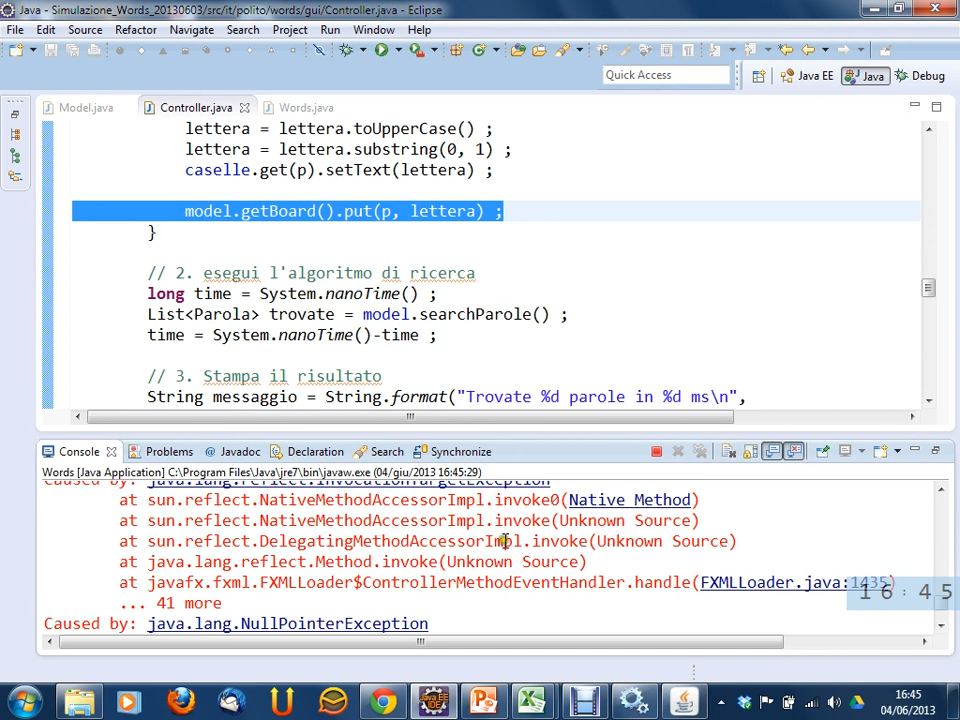 Java - Simulazione_Words_20130603/src/it/polito/words/gui/Controller.java - Eclipse
File Edit Source Refactor Navigate Search Project Run Window Help
Quick Access
Java EE Java Debug
Model.java Controller.java Words.java
lettera = lettera.toUpperCase() ;
lettera = lettera.substring(0, 1) ;
caselle.get(p).setText(lettera) ;
model.getBoard().put(p, lettera) ;
}
// 2. esegui l'algoritmo di ricerca
long time = System.nanoTime() ;
List<Parola> trovate = model.searchParole() ;
time = System.nanoTime()-time ;
// 3. Stampa il risultato
String messaggio = String.format("Trovate %d parole in %d ms\n",
Console Problems @ Javadoc Declaration Search Synchronize
Words [Java Application] C:\Program Files\Java\jre7\bin\javaw.exe (04/giu/2013 16:45:29)
Caused by: java.lang.reflect.InvocationTargetException
at sun.reflect.NativeMethodAccessorImpl.invoke0(Native Method)
at sun.reflect.NativeMethodAccessorImpl.invoke(Unknown Source)
at sun.reflect.DelegatingMethodAccessorImpl.invoke(Unknown Source)
at java.lang.reflect.Method.invoke(Unknown Source)
at javafx.fxml.FXMLLoader$ControllerMethodEventHandler.handle(FXMLLoader.java:1435)
... 41 more
16:45
Caused by: java.lang.NullPointerException
16:45
04/06/2013